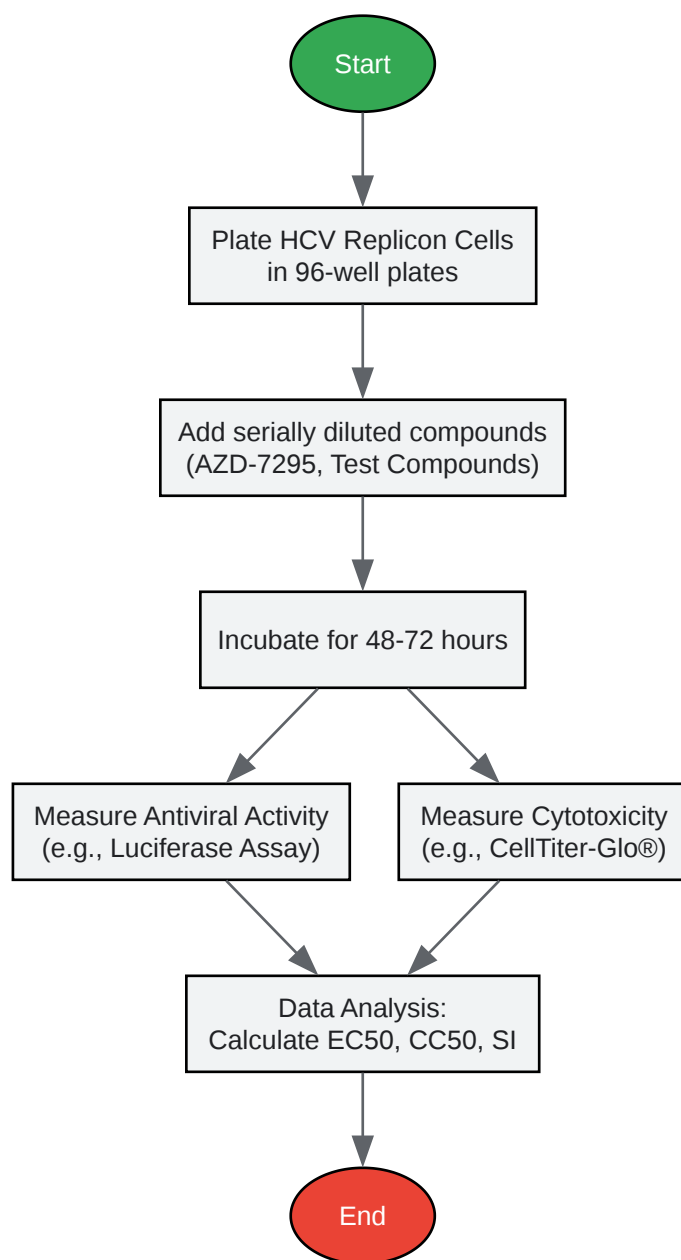 Start
Plate HCV Replicon Cells
in 96-well plates
Add serially diluted compounds
(AZD-7295, Test Compounds)
Incubate for 48-72 hours
Measure Antiviral Activity
(e.g., Luciferase Assay)
Measure Cytotoxicity
(e.g., CellTiter-Glo®)
Data Analysis:
Calculate EC50, CC50, SI
End